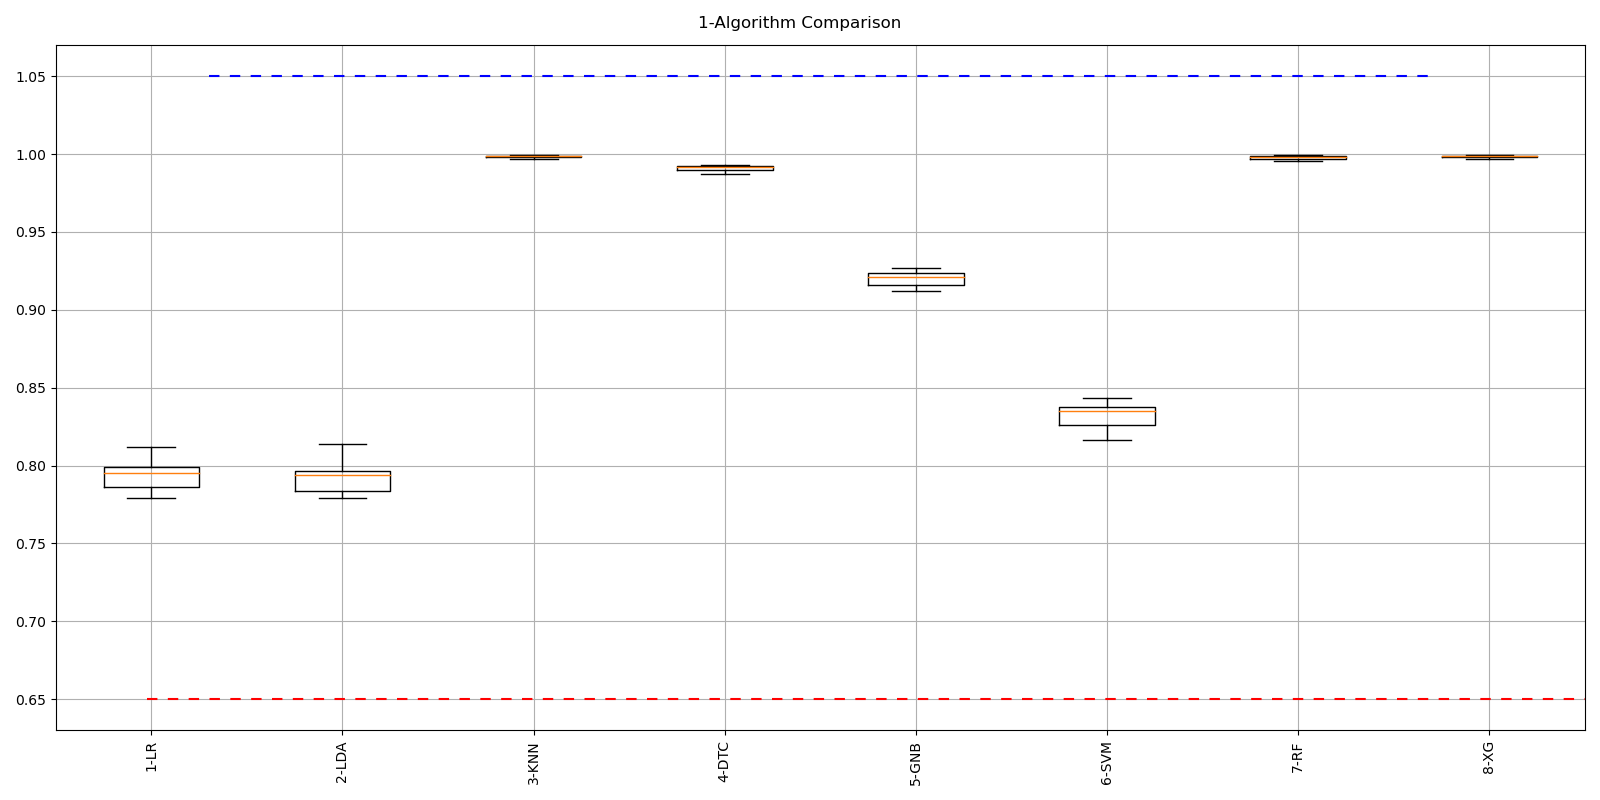 1-Algorithm Comparison
1.05
1.00
0.95
0.90
0.85
0.80
0.75
0.70
0.65
1-LR
2-LDA
3-KNN
4-DTC
5-GNB
6-SVM
7-RF
8-XG